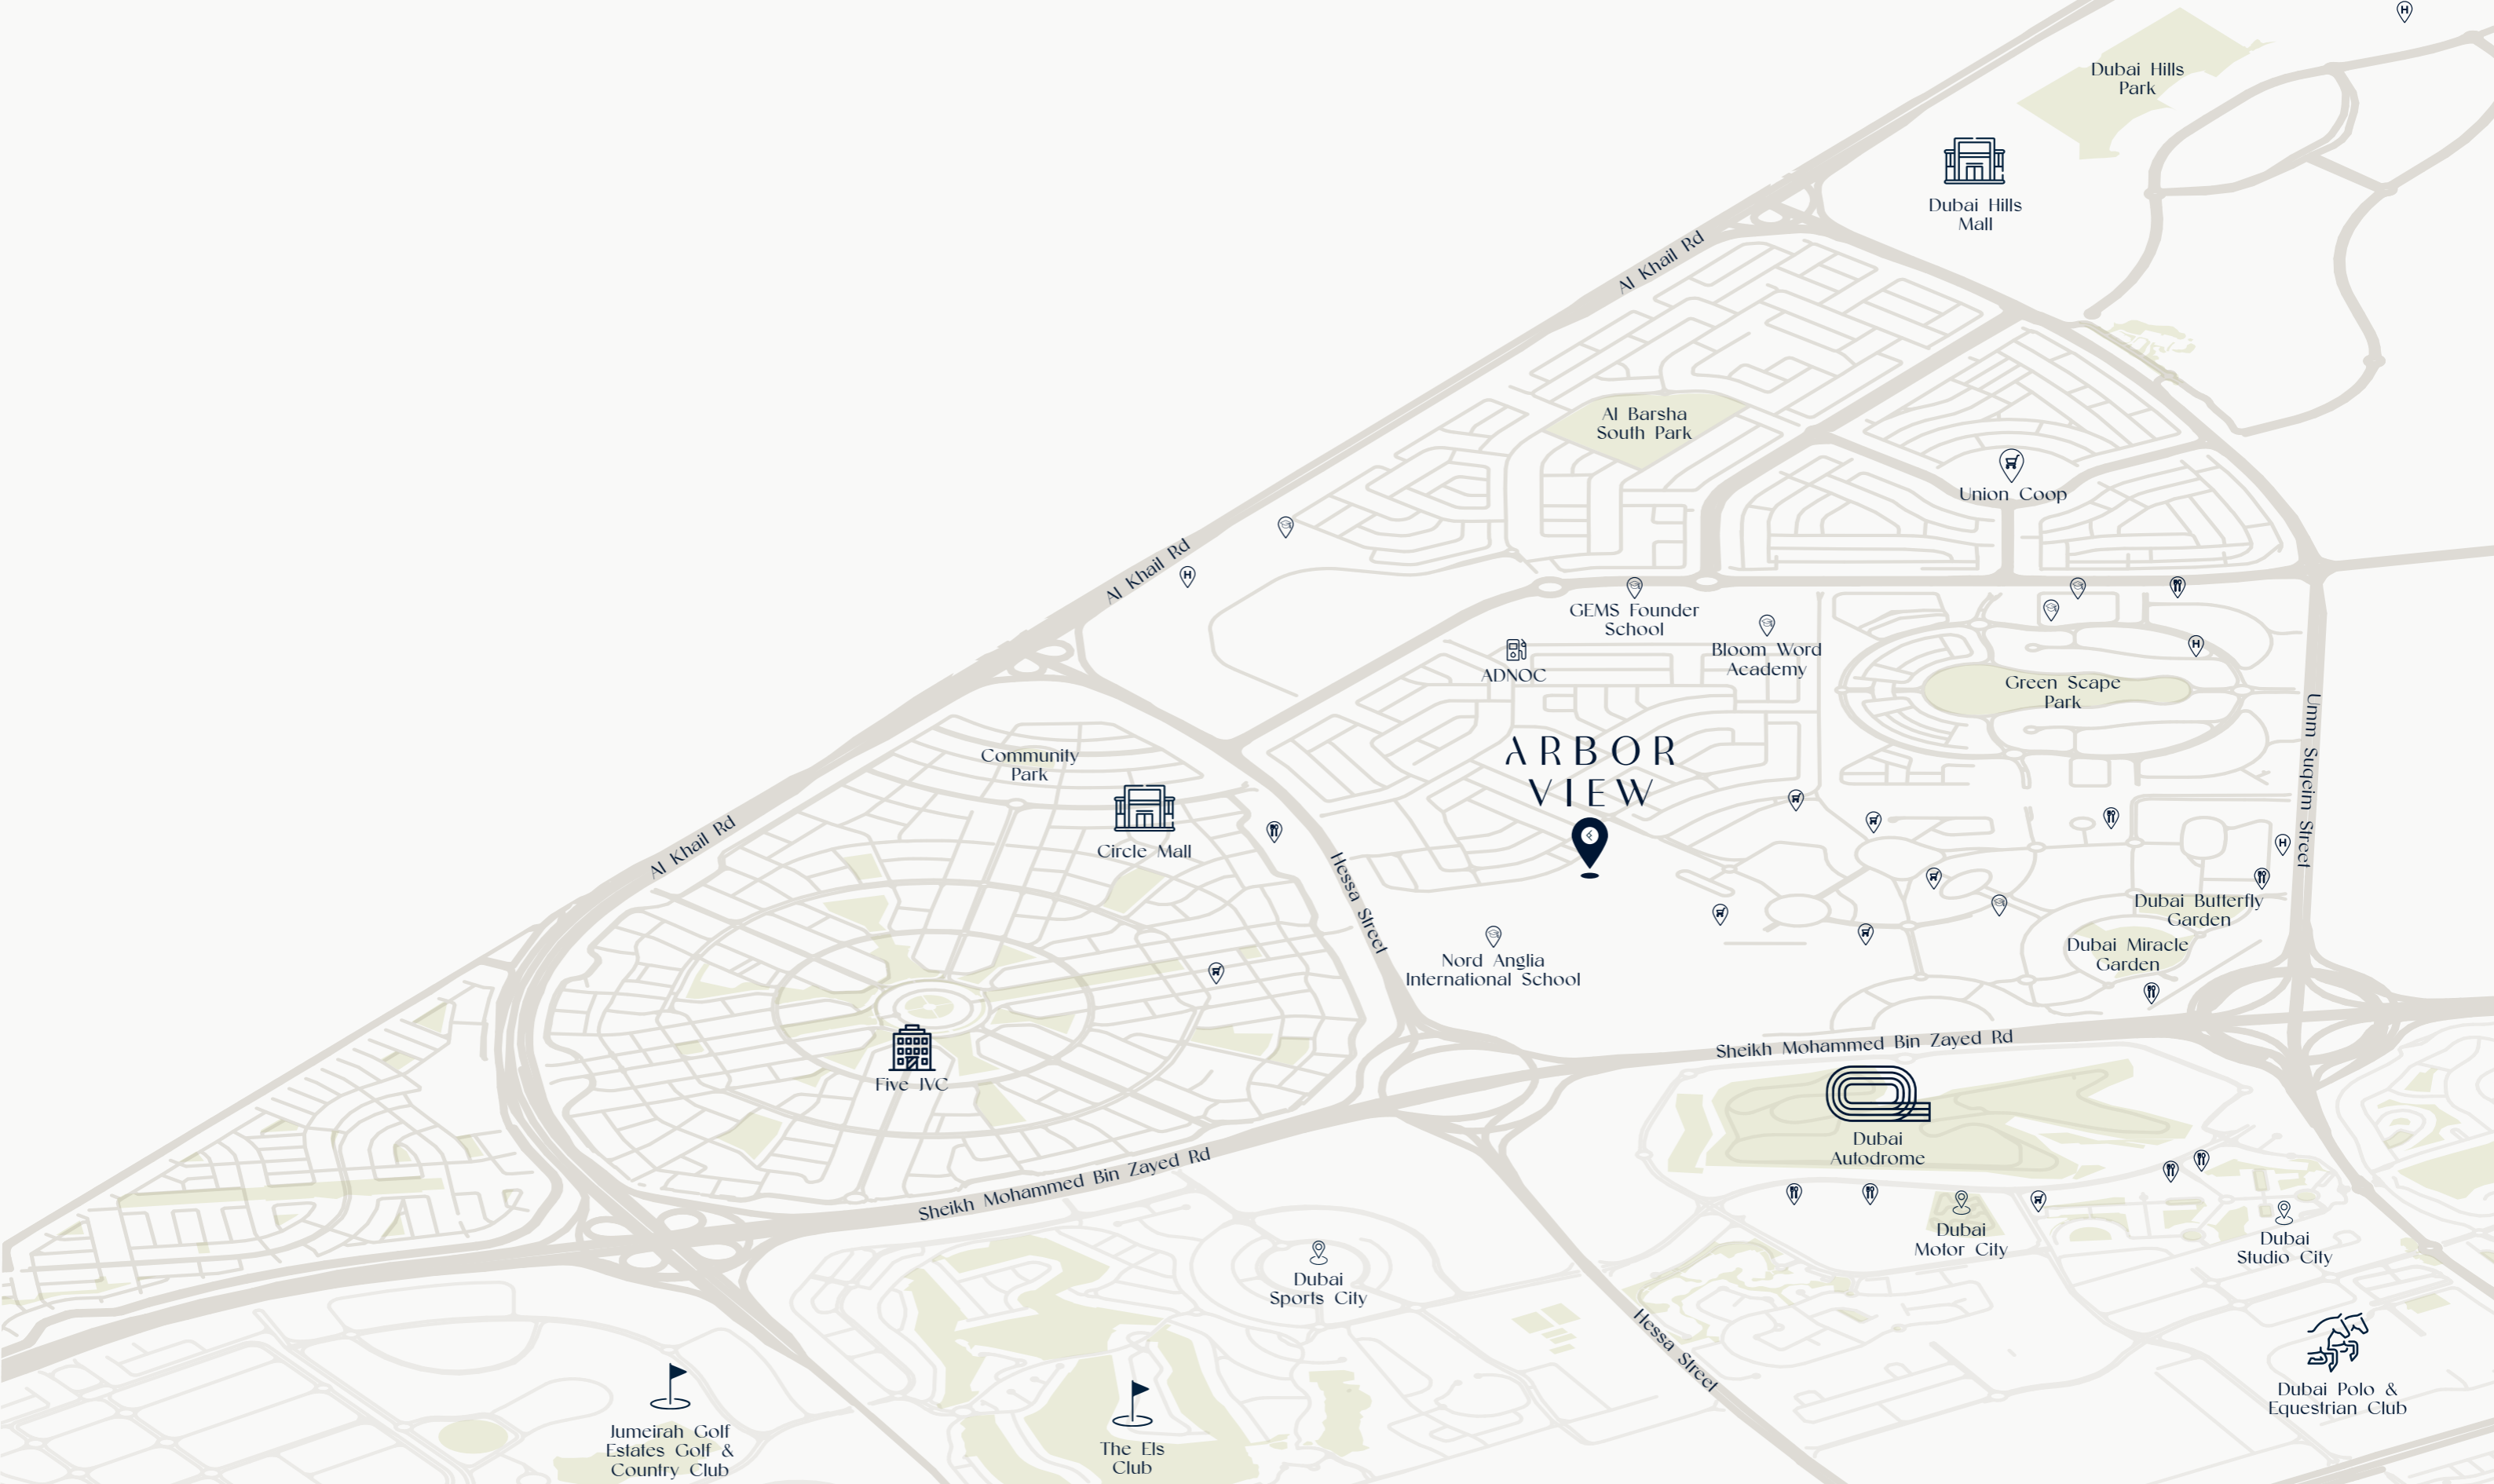 Dubai Hills
Park
Dubai Hills
Mall
Al Khail Rd
Al Barsha
South Park
Union Coop
Al Khail Rd
GEMS Founder
School
Bloom Word
Academy
ADNOC
Green Scape
Park
Umm Suqeim Street
ARBOR
VIEW
Community
Park
Circle Mall
Al Khail Rd
Hessa Street
Dubai Butterfly
Garden
Dubai Miracle
Garden
Nord Anglia
International School
Five JVC
Sheikh Mohammed Bin Zayed Rd
Dubai
Autodrome
Sheikh Mohammed Bin Zayed Rd
Dubai
Motor City
Dubai
Studio City
Dubai
Sports City
Hessa Street
Dubai Polo &
Equestrian Club
Jumeirah Golf
Estates Golf &
Country Club
The Els
Club
H
H
H
H